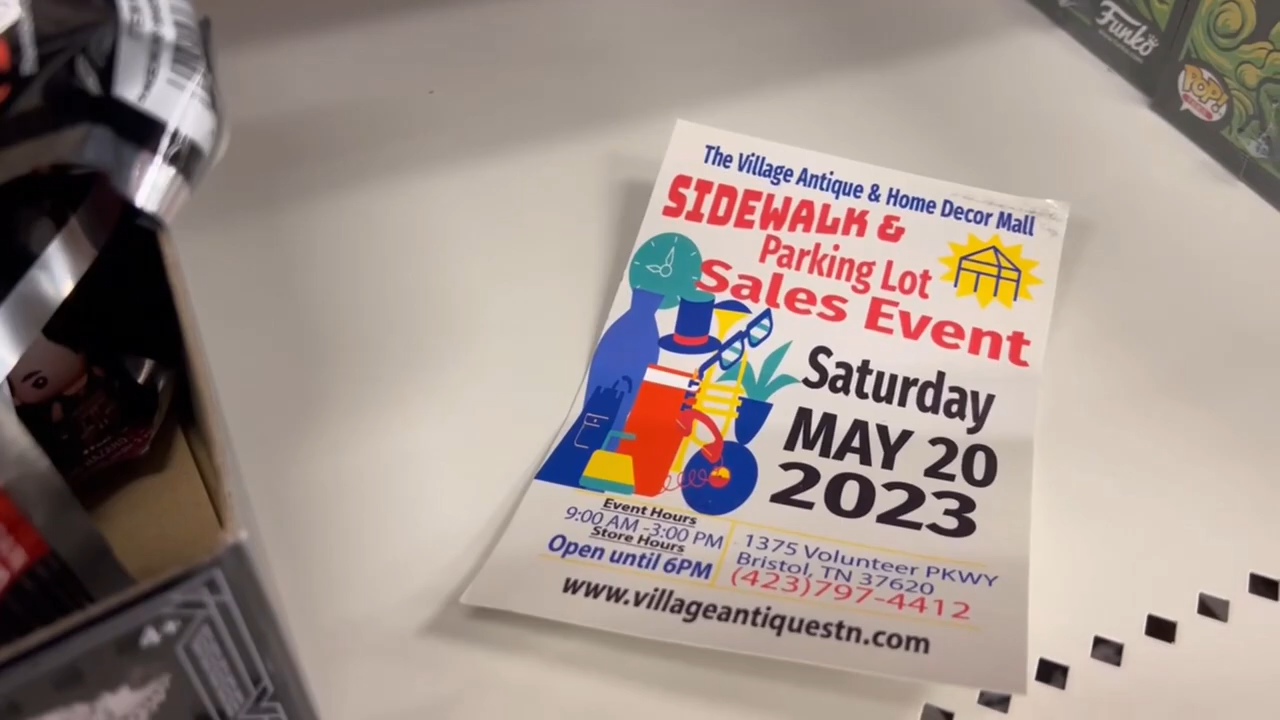 The Village Antique & Home Decor Mall
SIDEWALK &
Parking Lot
Sales Event
Saturday
MAY 20
2023
Event Hours
9:00 AM -3:00 PM
Store Hours
Open until 6PM
1375 Volunteer PKWY
Bristol, TN 37620
(423)797-4412
www.villageantiquestn.com
Funko
POP!
4+